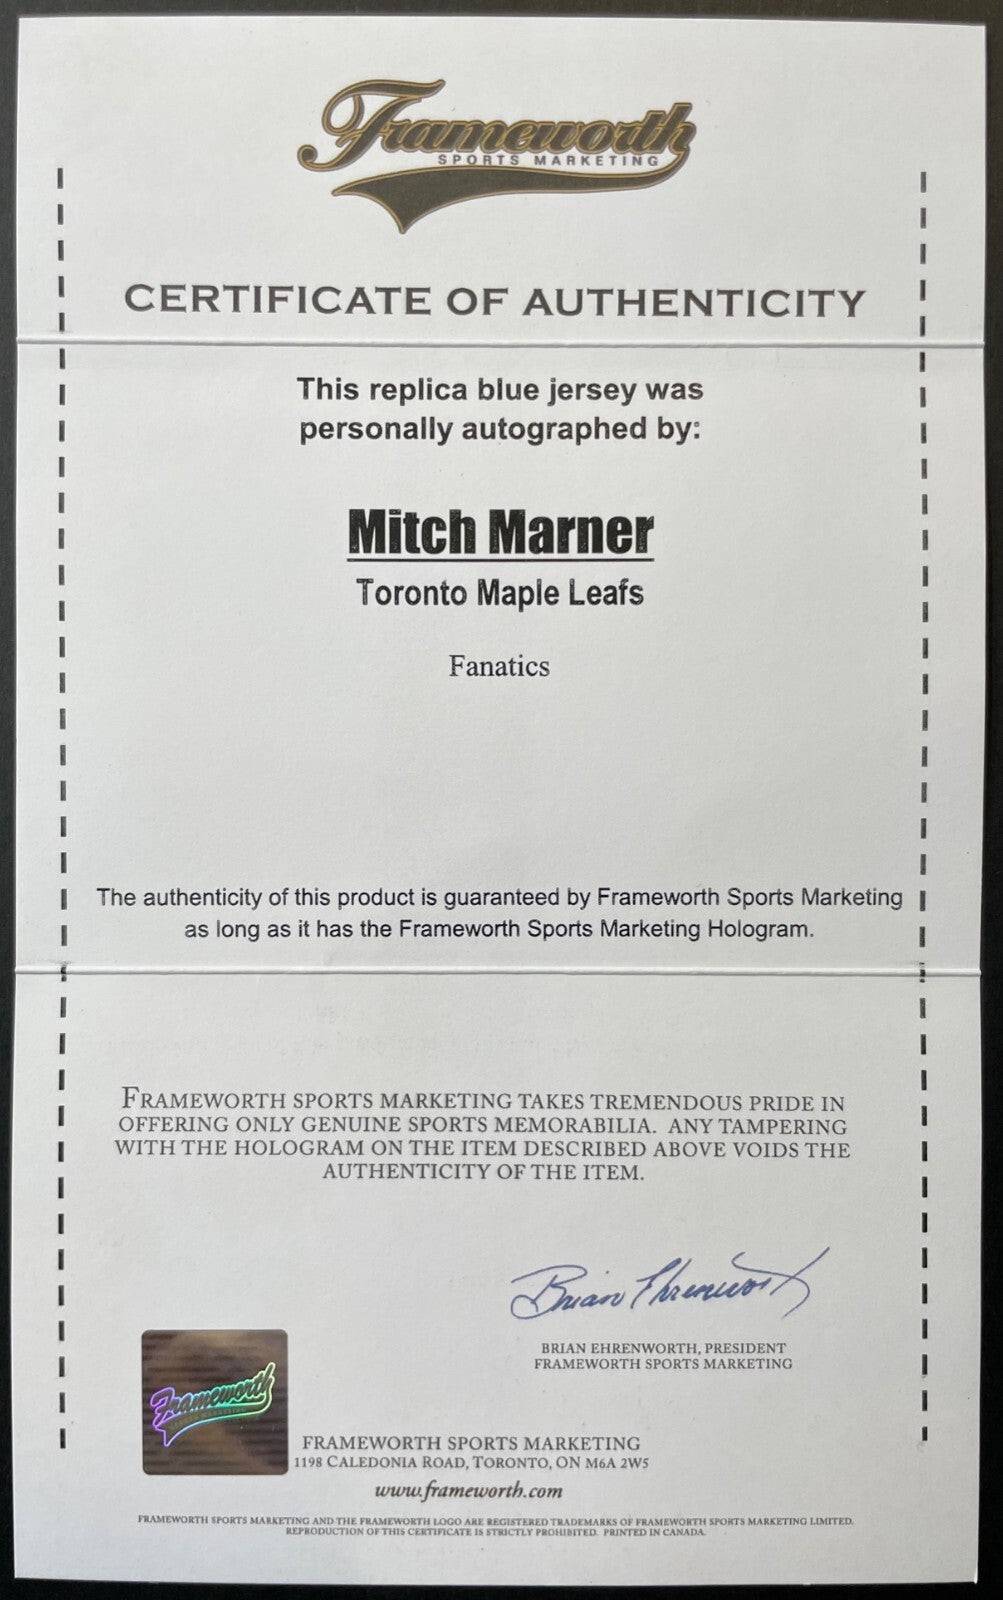 Frameworth
SPORTS MARKETING
CERTIFICATE OF AUTHENTICITY
This replica blue jersey was
personally autographed by:
Mitch Marner
Toronto Maple Leafs
Fanatics
The authenticity of this product is guaranteed by Frameworth Sports Marketing
as long as it has the Frameworth Sports Marketing Hologram.
FRAMEWORTH SPORTS MARKETING TAKES TREMENDOUS PRIDE IN
OFFERING ONLY GENUINE SPORTS MEMORABILIA. ANY TAMPERING
WITH THE HOLOGRAM ON THE ITEM DESCRIBED ABOVE VOIDS THE
AUTHENTICITY OF THE ITEM.
Brian Ehrenworth
BRIAN EHRENWORTH, PRESIDENT
FRAMEWORTH SPORTS MARKETING
Frameworth
SPORTS MARKETING
FRAMEWORTH SPORTS MARKETING
1198 CALEDONIA ROAD, TORONTO, ON M6A 2W5
www.frameworth.com
FRAMEWORTH SPORTS MARKETING AND THE FRAMEWORTH LOGO ARE REGISTERED TRADEMARKS OF FRAMEWORTH SPORTS MARKETING LIMITED.
REPRODUCTION OF THIS CERTIFICATE IS STRICTLY PROHIBITED. PRINTED IN CANADA.